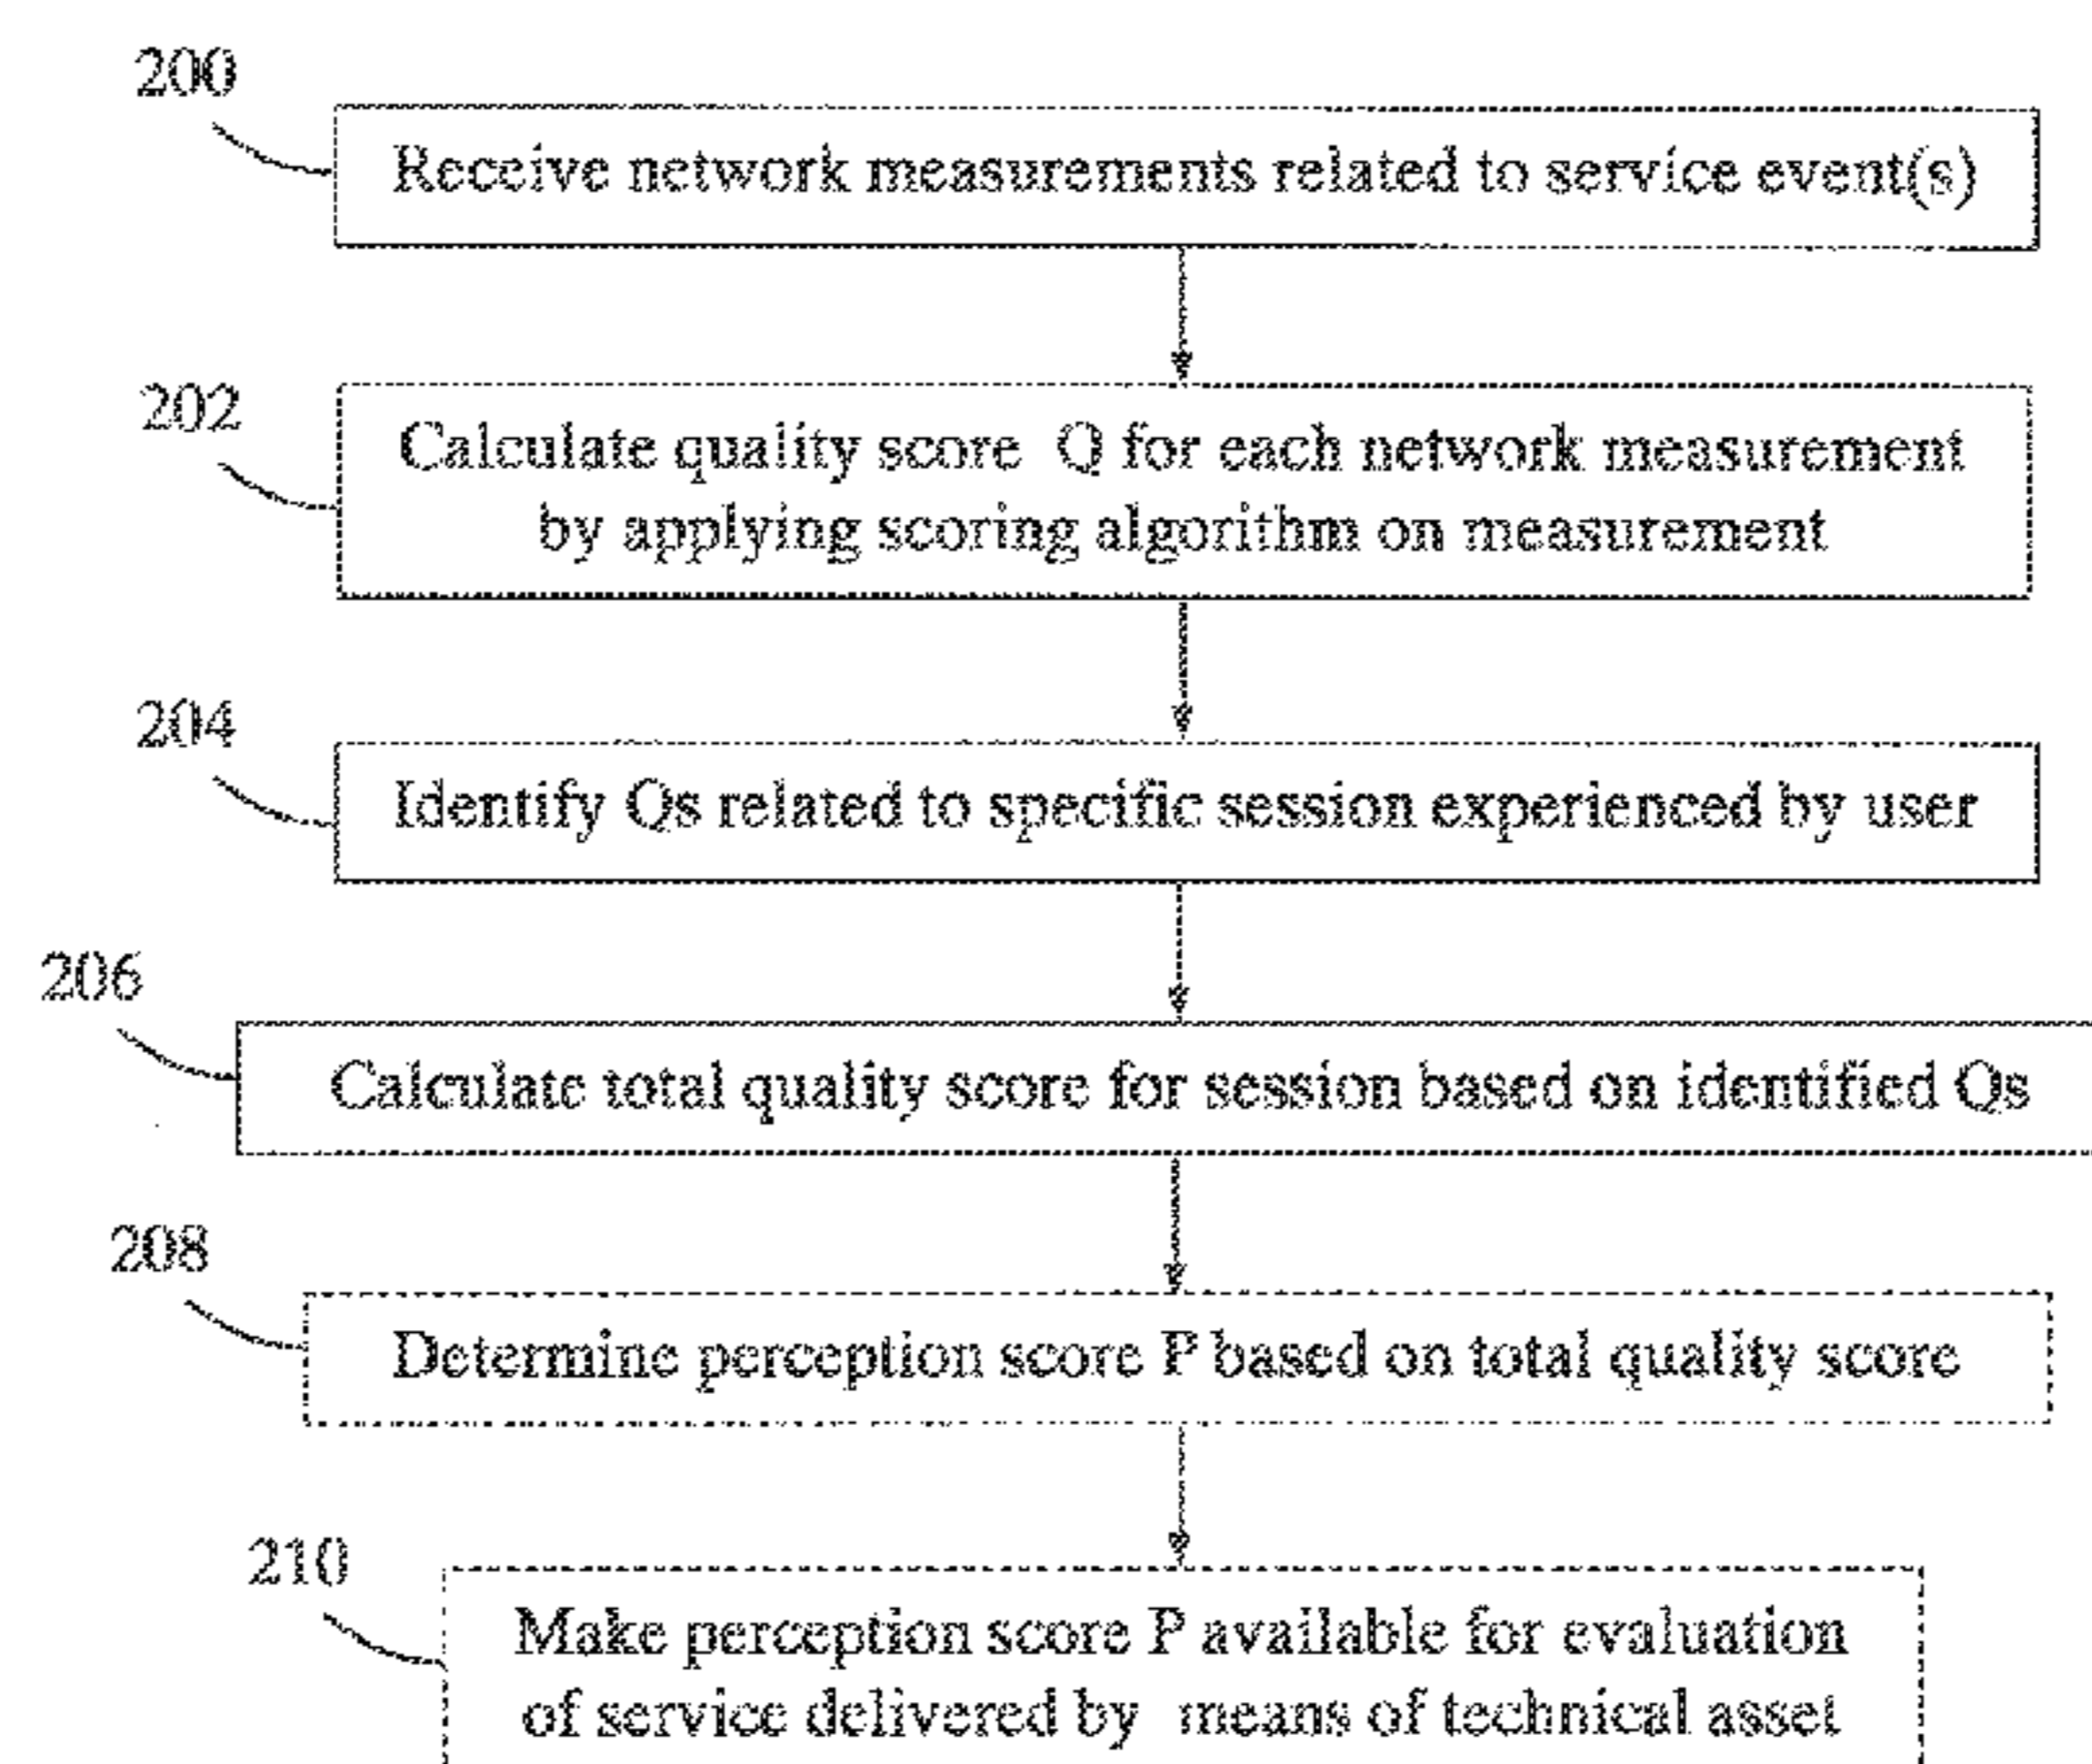 200
Receive network measurements related to service event(s)
202
Calculate quality score Q for each network measurement
by applying scoring algorithm on measurement
204
Identify Qs related to specific session experienced by user
206
Calculate total quality score for session based on identified Qs
208
Determine perception score P based on total quality score
210
Make perception score P available for evaluation
of service delivered by means of technical asset